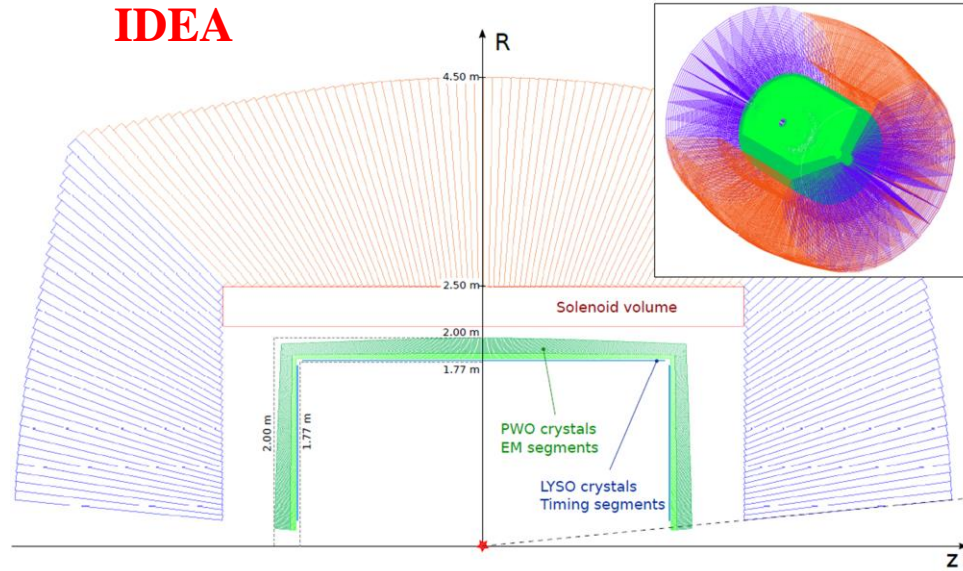 IDEA
R
4.50 m
2.50 m
Solenoid volume
2.00 m
1.77 m
2.00 m
1.77 m
PWO crystals
EM segments
LYSO crystals
Timing segments
z